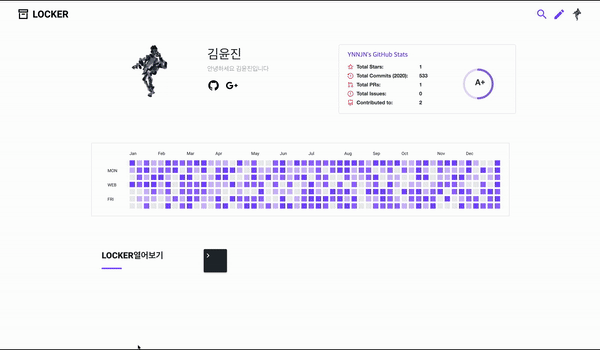 LOCKER
김윤진
안녕하세요 김윤진입니다
YNNJN's GitHub Stats
Total Stars: 1
Total Commits (2020): 533
Total PRs: 1
Total Issues: 0
Contributed to: 2
A+
Jan Feb Mar Apr May Jun Jul Aug Sep Oct Nov Dec
MON
WEB
FRI
LOCKER열어보기